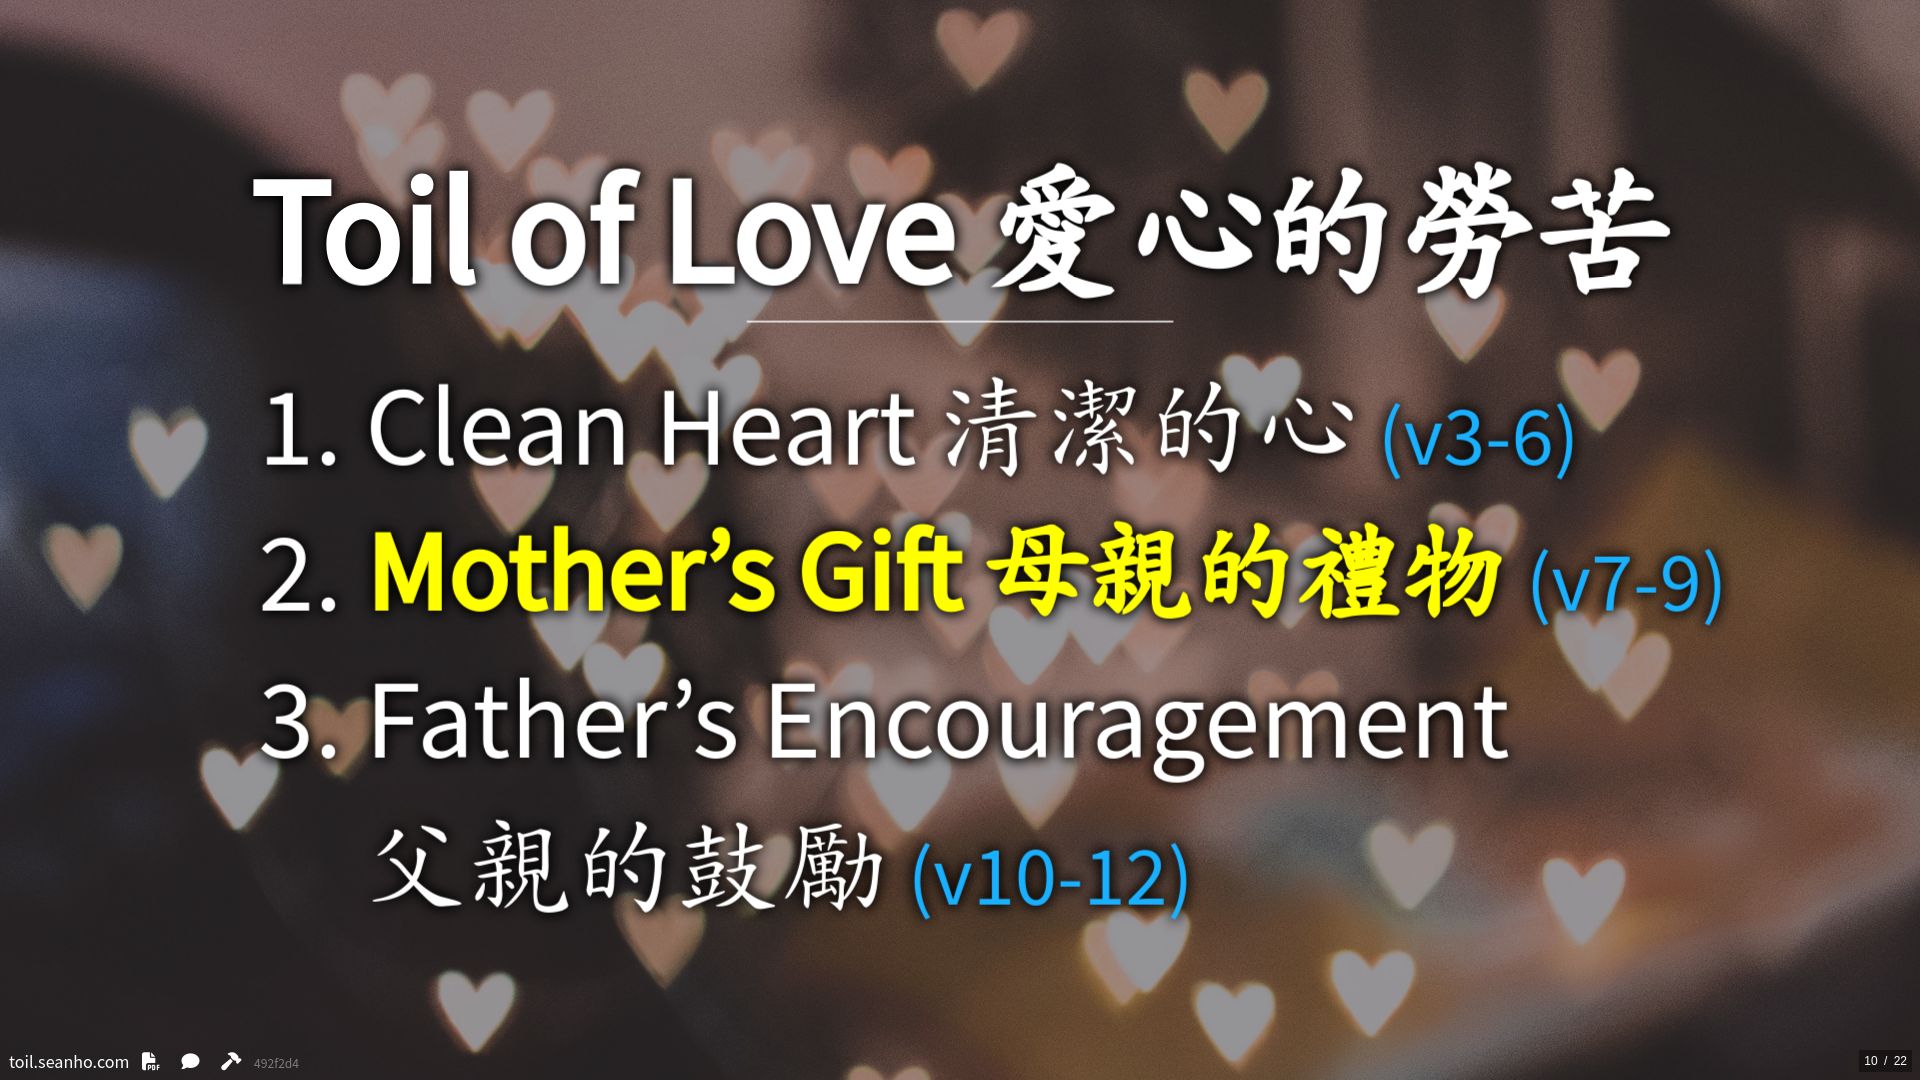 Toil of Love 愛心的勞苦
1. Clean Heart 清潔的心 (v3-6)
2. Mother’s Gift 母親的禮物 (v7-9)
3. Father’s Encouragement
父親的鼓勵 (v10-12)
toil.seanho.com PDF 492f2d4
10 / 22